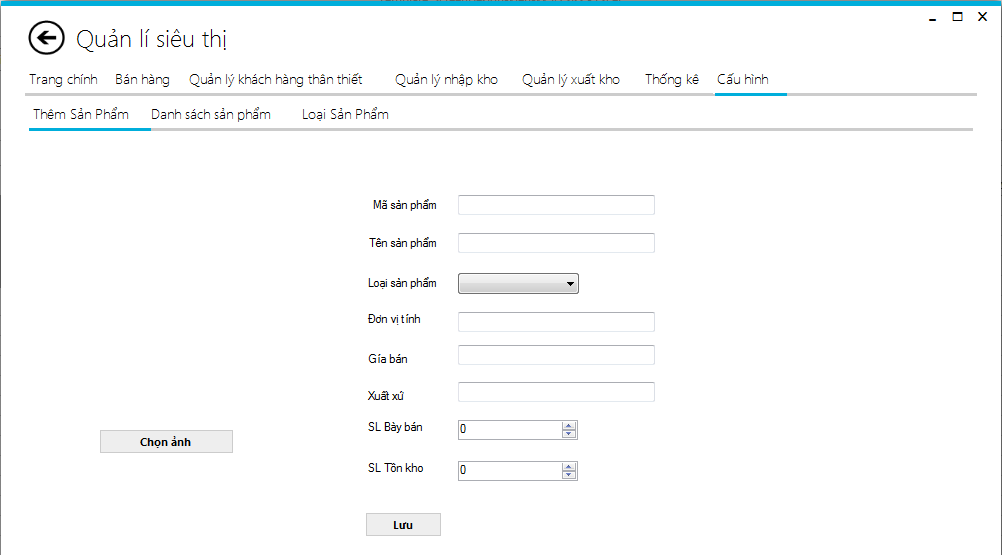 Quản lí siêu thị
Trang chính Bán hàng Quản lý khách hàng thân thiết Quản lý nhập kho Quản lý xuất kho Thống kê Cấu hình
Thêm Sản Phẩm Danh sách sản phẩm Loại Sản Phẩm
Mã sản phẩm
Tên sản phẩm
Loại sản phẩm
Đơn vị tính
Gía bán
Xuất xứ
SL Bày bán 0
Chọn ảnh
SL Tồn kho 0
Lưu